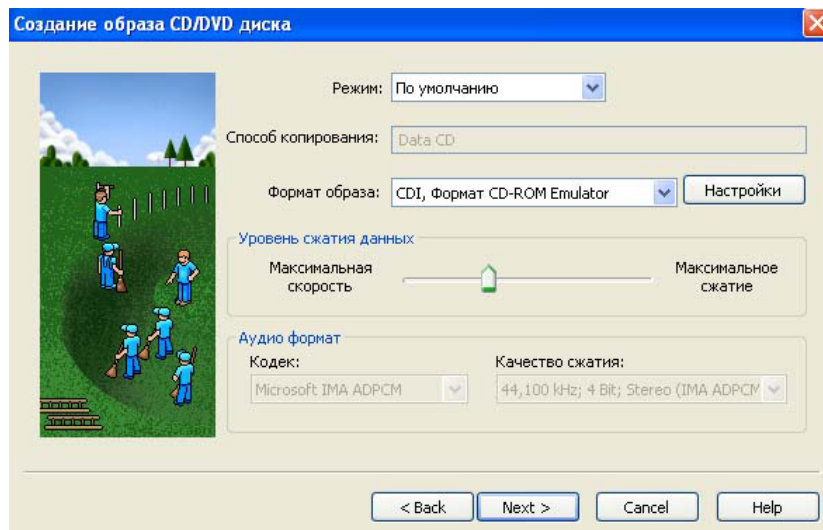 Создание образа CD/DVD диска
Режим: По умолчанию
Способ копирования: Data CD
Формат образа: CDI, Формат CD-ROM Emulator Настройки
Уровень сжатия данных
Максимальная скорость
Максимальное сжатие
Аудио формат
Кодек:
Качество сжатия:
Microsoft IMA ADPCM
44,100 kHz; 4 Bit; Stereo (IMA ADPCM
< Back Next > Cancel Help